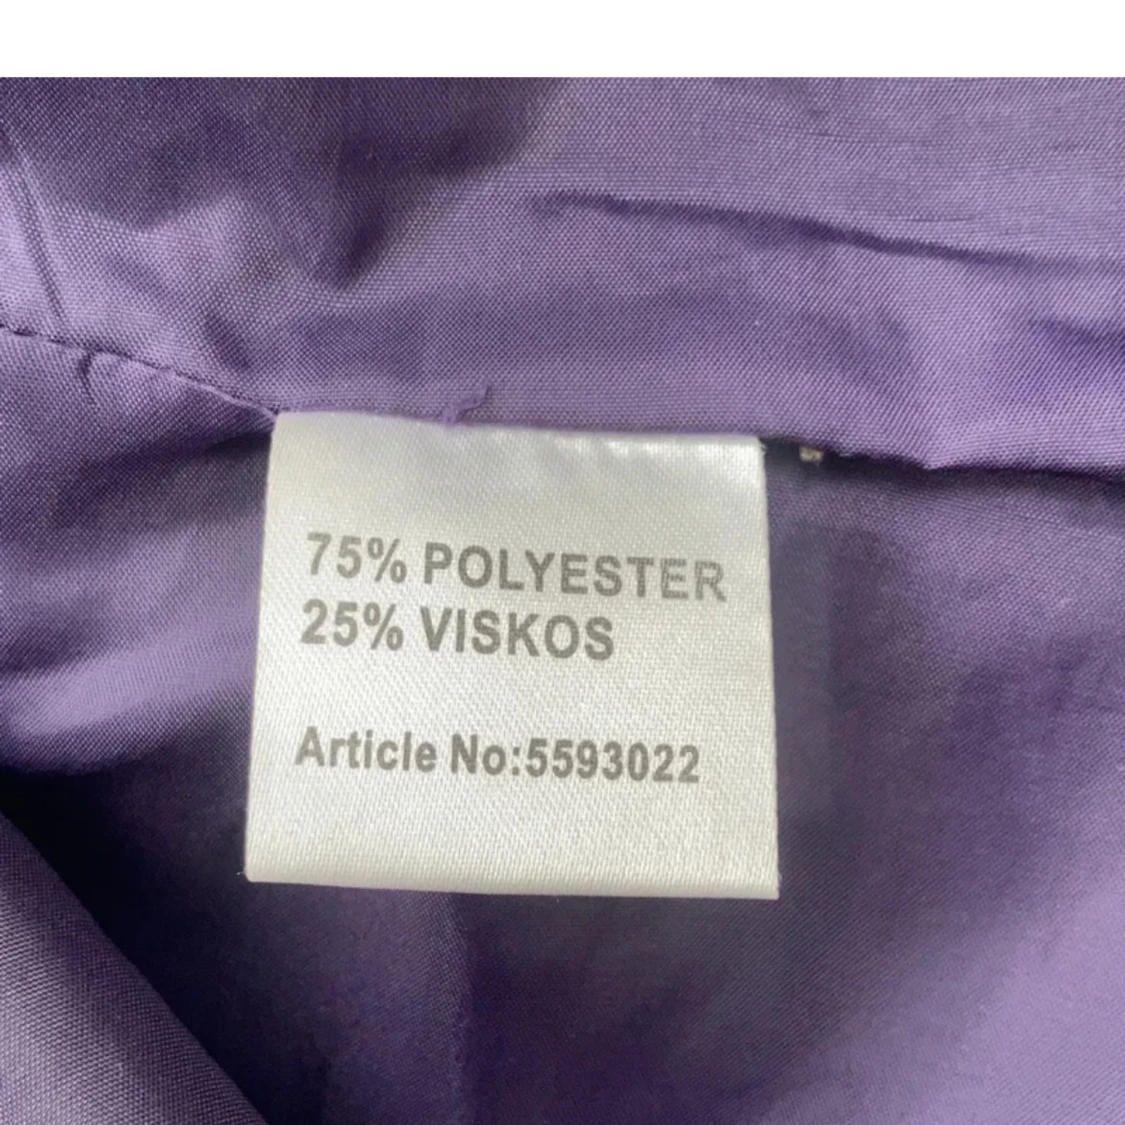 75% POLYESTER
25% VISKOS
Article No:5593022